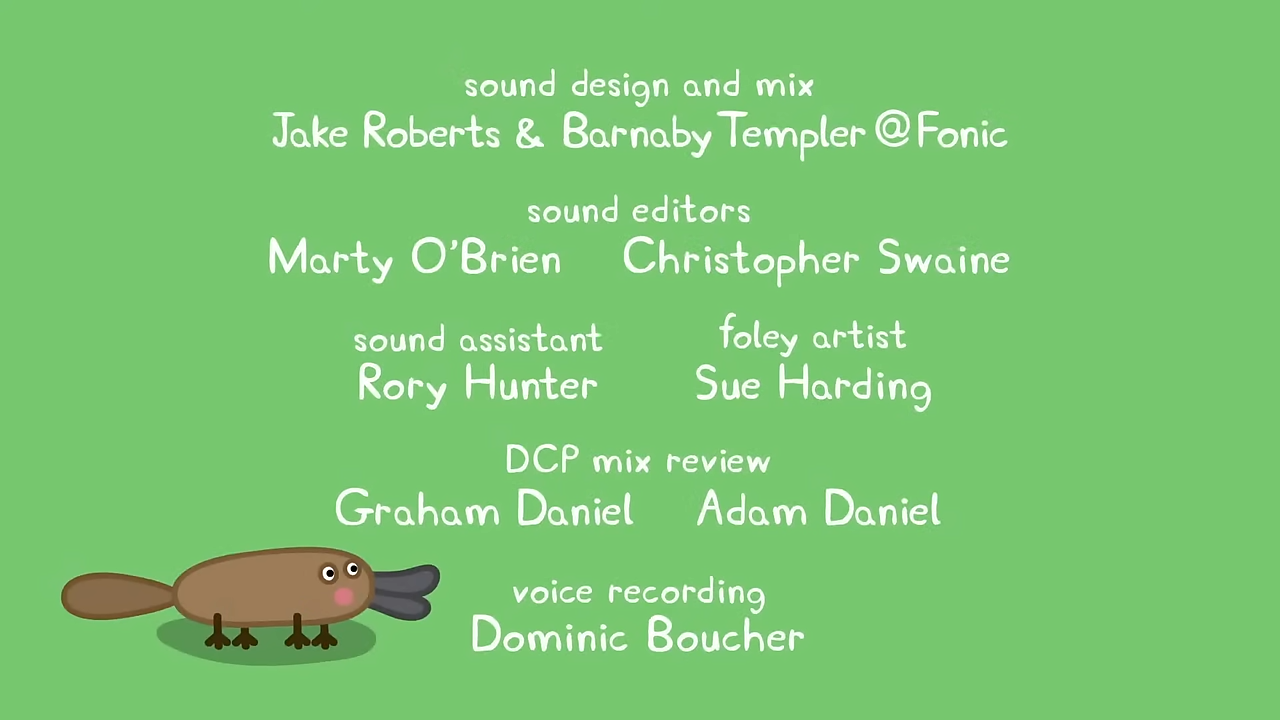 sound design and mix
Jake Roberts & Barnaby Templer @Fonic
sound editors
Marty O'Brien Christopher Swaine
sound assistant foley artist
Rory Hunter Sue Harding
DCP mix review
Graham Daniel Adam Daniel
voice recording
Dominic Boucher